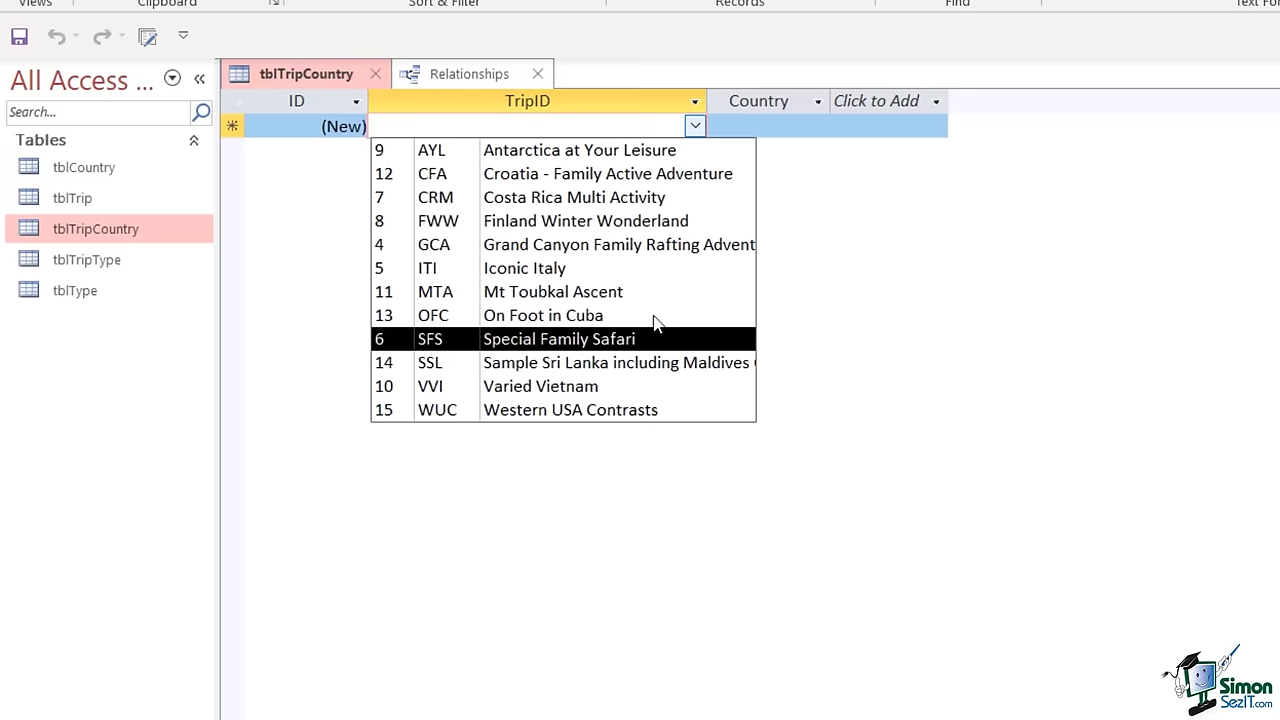 Views Clipboard Sort & Filter Records Find Text For
All Access ...
«
tblTripCountry Relationships
Search...
ID TripID Country Click to Add
(New)
Tables
tblCountry
tblTrip
tblTripCountry
tblTripType
tblType
9 AYL Antarctica at Your Leisure
12 CFA Croatia - Family Active Adventure
7 CRM Costa Rica Multi Activity
8 FWW Finland Winter Wonderland
4 GCA Grand Canyon Family Rafting Advent
5 ITI Iconic Italy
11 MTA Mt Toubkal Ascent
13 OFC On Foot in Cuba
6 SFS Special Family Safari
14 SSL Sample Sri Lanka including Maldives
10 VVI Varied Vietnam
15 WUC Western USA Contrasts
Simon
SezIT.com